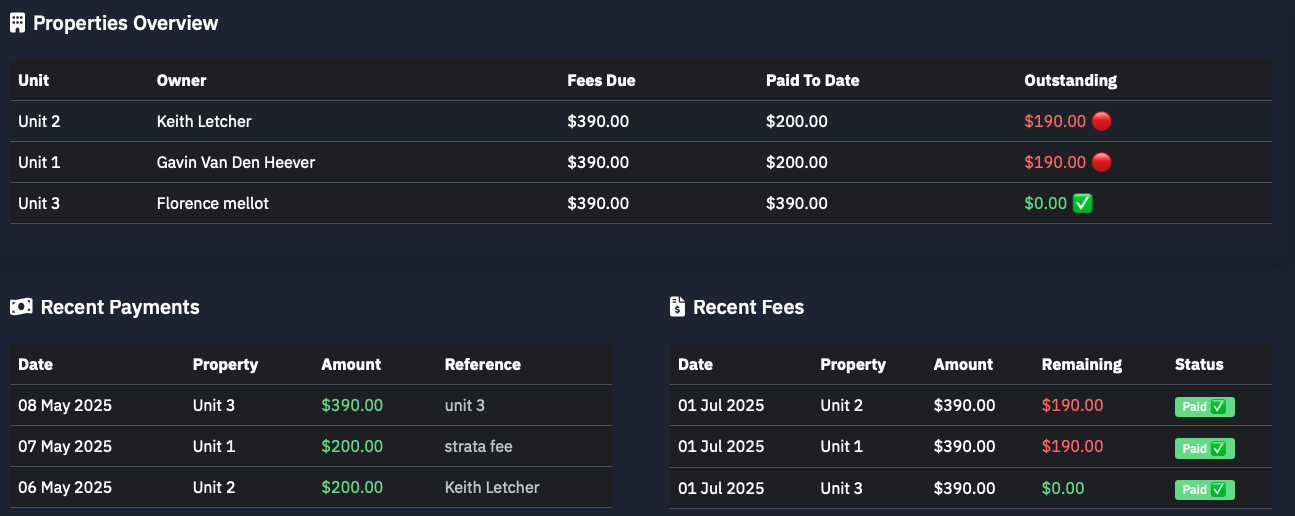 Properties Overview
Unit Owner Fees Due Paid To Date Outstanding
Unit 2 Keith Letcher $390.00 $200.00 $190.00
Unit 1 Gavin Van Den Heever $390.00 $200.00 $190.00
Unit 3 Florence mellot $390.00 $390.00 $0.00 ✅
Recent Payments
Date Property Amount Reference
08 May 2025 Unit 3 $390.00 unit 3
07 May 2025 Unit 1 $200.00 strata fee
06 May 2025 Unit 2 $200.00 Keith Letcher
Recent Fees
Date Property Amount Remaining Status
01 Jul 2025 Unit 2 $390.00 $190.00 Paid ✅
01 Jul 2025 Unit 1 $390.00 $190.00 Paid ✅
01 Jul 2025 Unit 3 $390.00 $0.00 Paid ✅